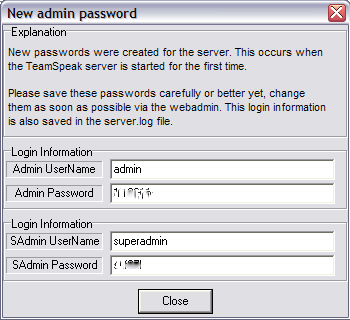 New admin password
Explanation
New passwords were created for the server. This occurs when
the TeamSpeak server is started for the first time.
Please save these passwords carefully or better yet, change
them as soon as possible via the webadmin. This login information
is also saved in the server.log file.
Login Information
Admin UserName admin
Admin Password
Login Information
SAdmin UserName superadmin
SAdmin Password
Close